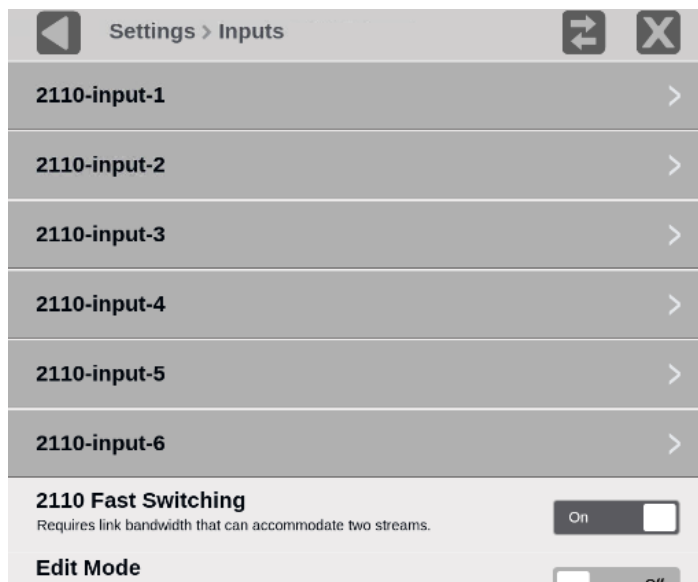 Settings > Inputs
2110-input-1
2110-input-2
2110-input-3
2110-input-4
2110-input-5
2110-input-6
2110 Fast Switching
On
Requires link bandwidth that can accommodate two streams.
Edit Mode